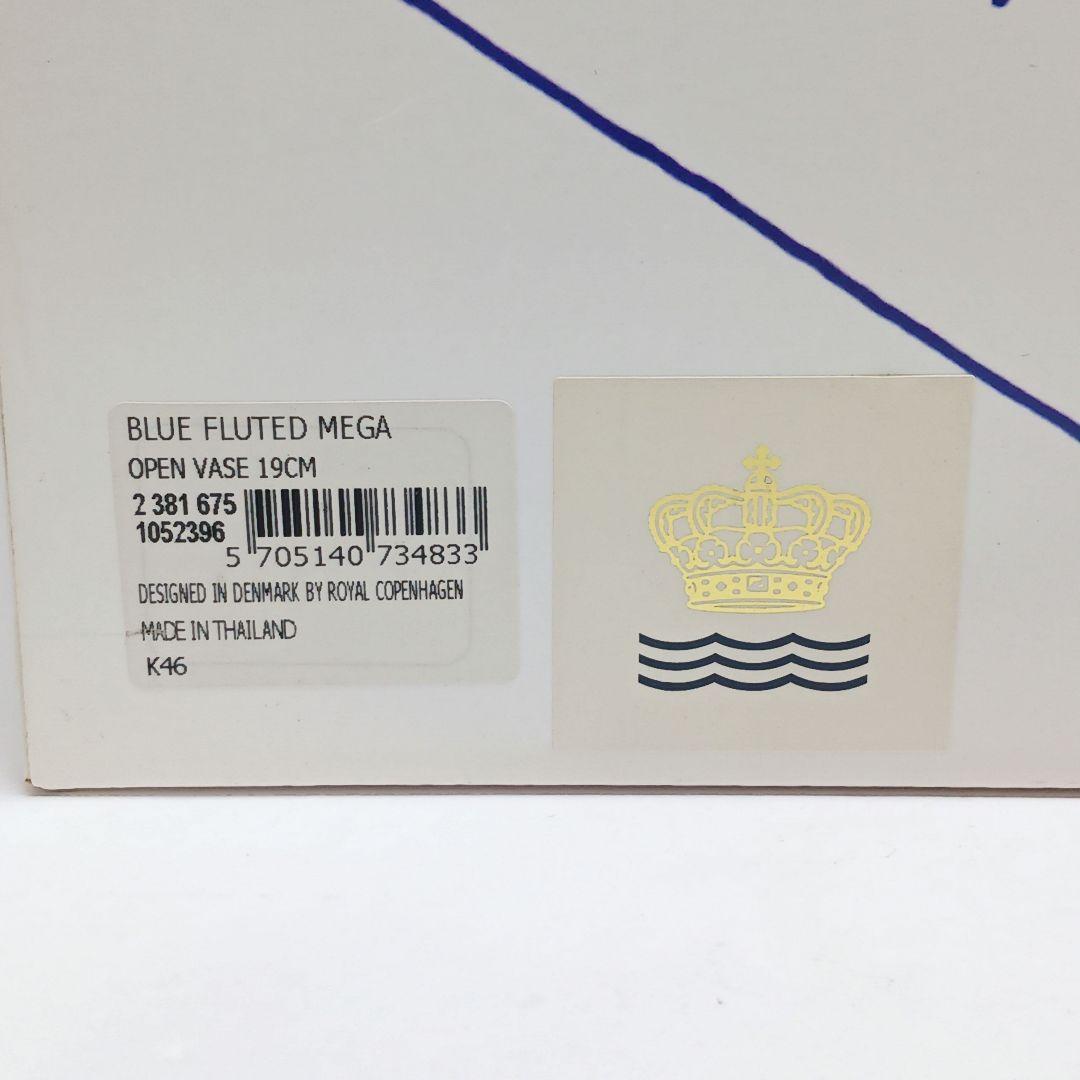 BLUE FLUTED MEGA
OPEN VASE 19CM
2 381 675
1052396
5 705140 734833
DESIGNED IN DENMARK BY ROYAL COPENHAGEN
MADE IN THAILAND
K46